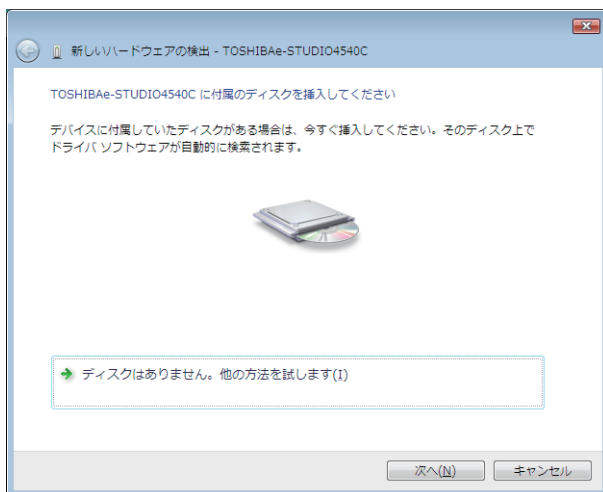 新しいハードウェアの検出 - TOSHIBAe-STUDIO4540C
TOSHIBAe-STUDIO4540C に付属のディスクを挿入してください
デバイスに付属していたディスクがある場合は、今すぐ挿入してください。そのディスク上で
ドライバ ソフトウェアが自動的に検索されます。
ディスクはありません。他の方法を試します(I)
次へ(N)
キャンセル